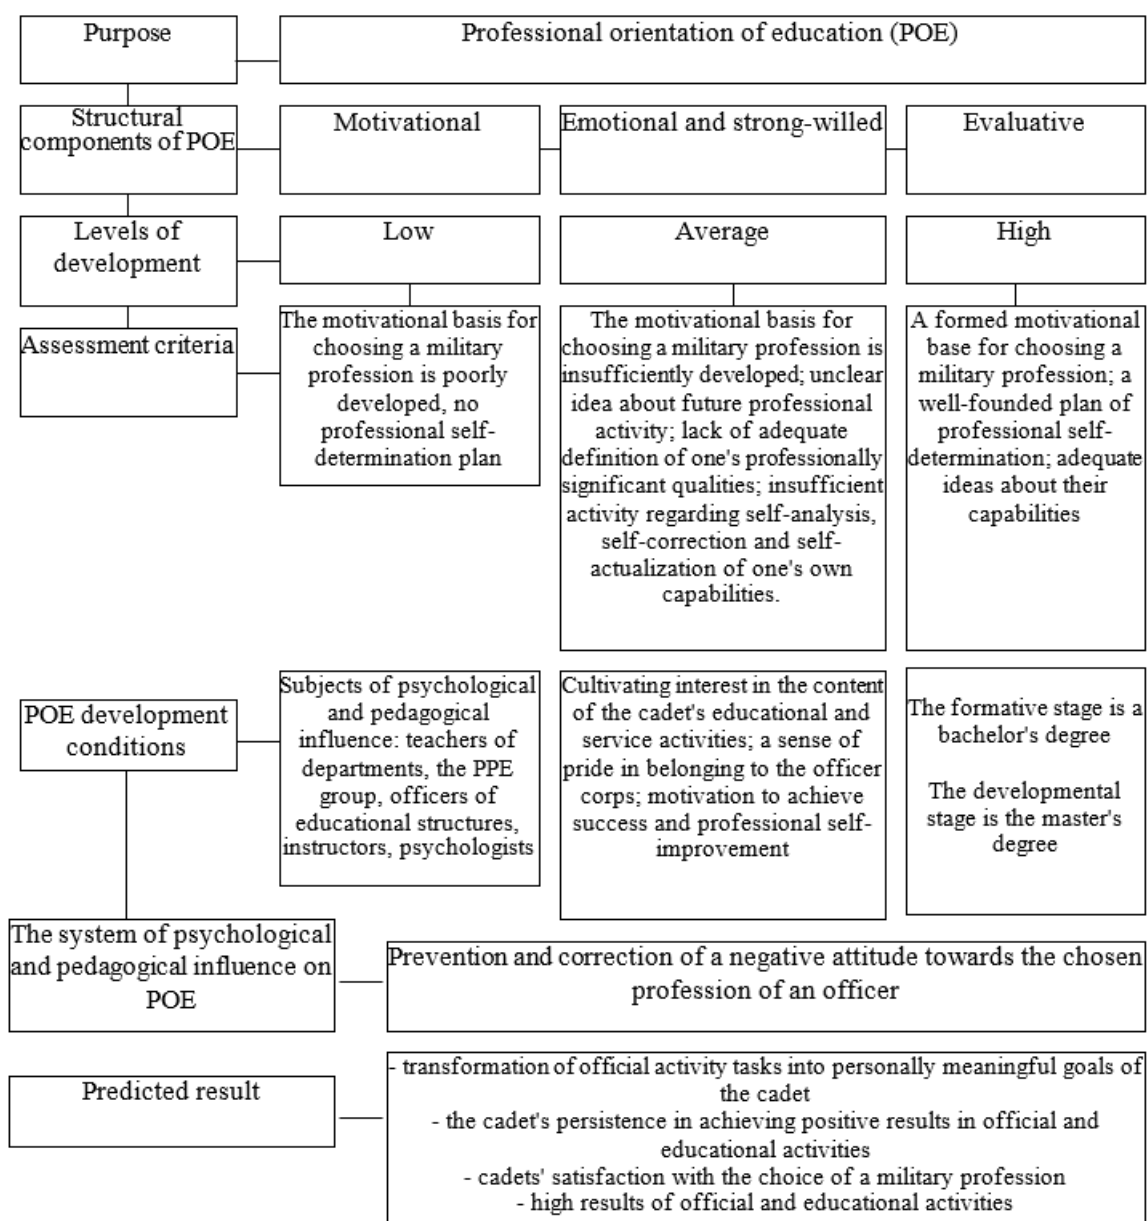 Purpose
Professional orientation of education (POE)
Structural
components of POE
Motivational
Emotional and strong-willed
Evaluative
Levels of
development
Low
Average
High
Assessment criteria
The motivational basis for
choosing a military
profession is poorly
developed, no
professional self-
determination plan
The motivational basis for
choosing a military profession is
insufficiently developed; unclear
idea about future professional
activity; lack of adequate
definition of one's professionally
significant qualities; insufficient
activity regarding self-analysis,
self-correction and self-
actualization of one's own
capabilities.
A formed motivational
base for choosing a
military profession; a
well-founded plan of
professional self-
determination; adequate
ideas about their
capabilities
POE development
conditions
Subjects of psychological
and pedagogical
influence: teachers of
departments, the PPE
group, officers of
educational structures,
instructors, psychologists
Cultivating interest in the content
of the cadet's educational and
service activities; a sense of
pride in belonging to the officer
corps; motivation to achieve
success and professional self-
improvement
The formative stage is a
bachelor's degree
The developmental
stage is the master's
degree
The system of psychological
and pedagogical influence on
POE
Prevention and correction of a negative attitude towards the chosen
profession of an officer
Predicted result
- transformation of official activity tasks into personally meaningful goals of
the cadet
- the cadet's persistence in achieving positive results in official and
educational activities
- cadets' satisfaction with the choice of a military profession
- high results of official and educational activities